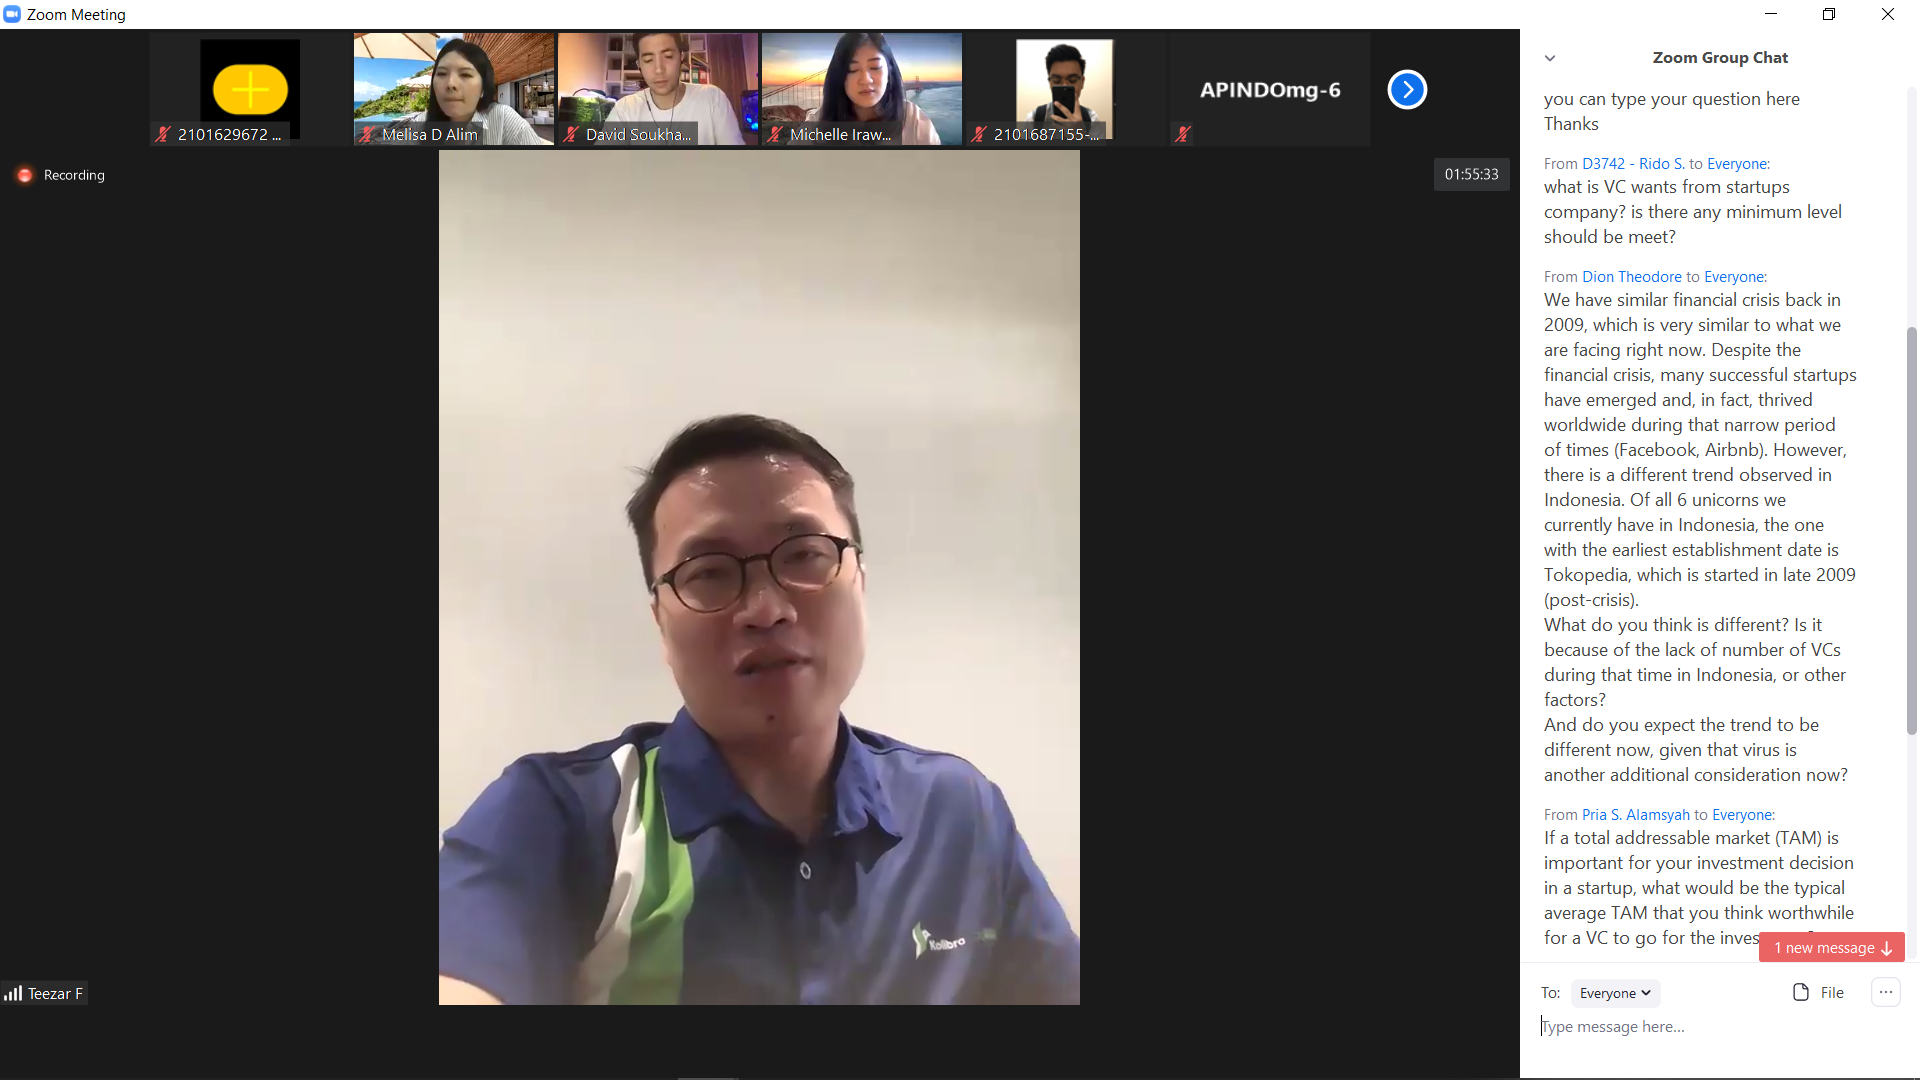 Zoom Meeting
2101629672 ...
Melisa D Alim
David Soukha...
Michelle Iraw...
2101687155-...
APINDOmg-6
Recording
01:55:33
Kolibra
Teezar F
Zoom Group Chat
you can type your question here
Thanks
From D3742 - Rido S. to Everyone:
what is VC wants from startups
company? is there any minimum level
should be meet?
From Dion Theodore to Everyone:
We have similar financial crisis back in
2009, which is very similar to what we
are facing right now. Despite the
financial crisis, many successful startups
have emerged and, in fact, thrived
worldwide during that narrow period
of times (Facebook, Airbnb). However,
there is a different trend observed in
Indonesia. Of all 6 unicorns we
currently have in Indonesia, the one
with the earliest establishment date is
Tokopedia, which is started in late 2009
(post-crisis).
What do you think is different? Is it
because of the lack of number of VCs
during that time in Indonesia, or other
factors?
And do you expect the trend to be
different now, given that virus is
another additional consideration now?
From Pria S. Alamsyah to Everyone:
If a total addressable market (TAM) is
important for your investment decision
in a startup, what would be the typical
average TAM that you think worthwhile
for a VC to go for the inves
1 new message ↓
To: Everyone
File
...
Type message here...